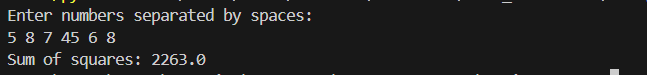 Enter numbers separated by spaces:
5 8 7 45 6 8
Sum of squares: 2263.0